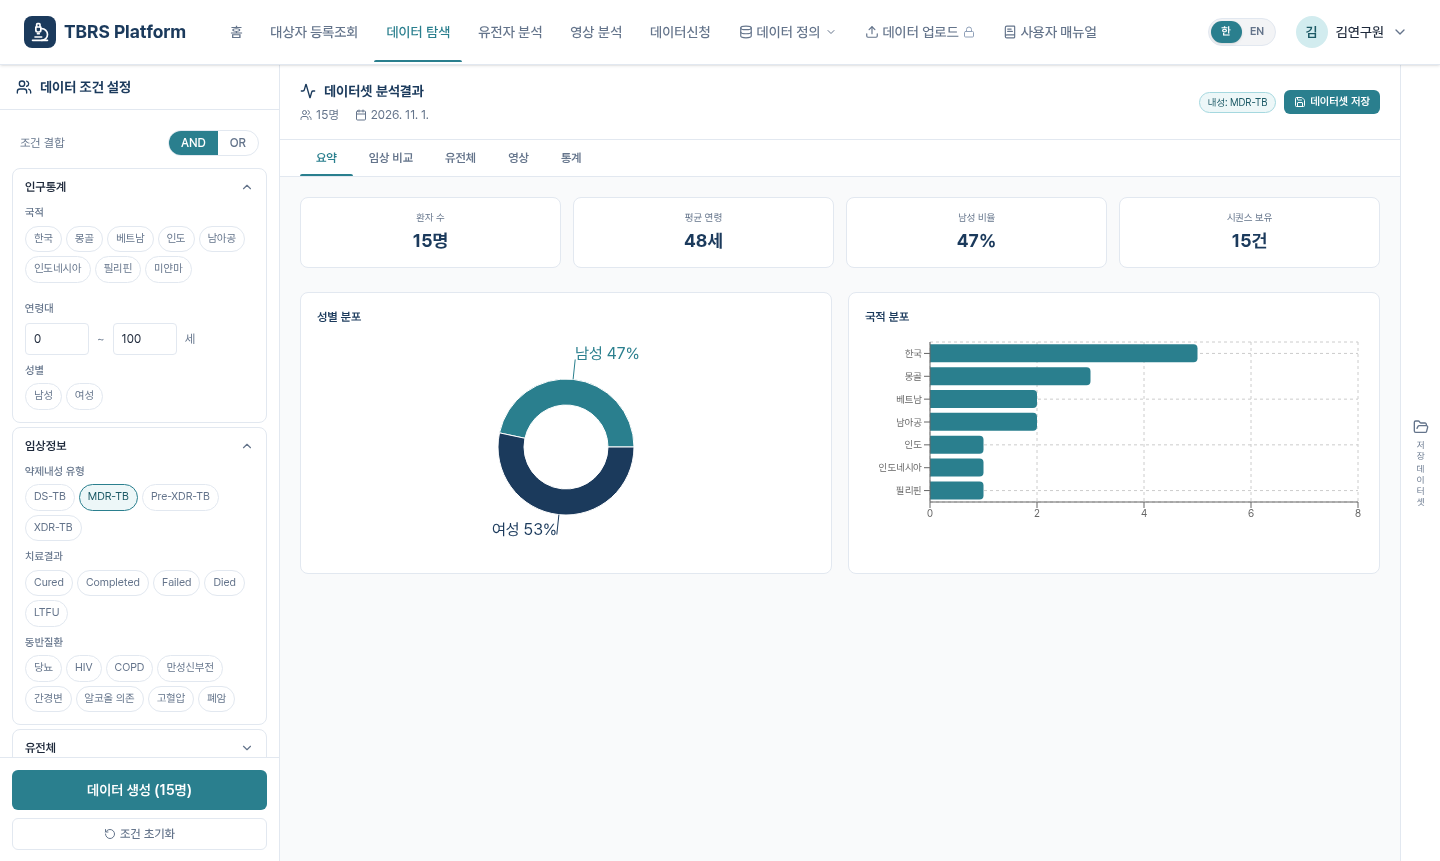 TBRS Platform
홈
대상자 등록조회
데이터 탐색
유전자 분석
영상 분석
데이터신청
데이터 정의
데이터 업로드
사용자 매뉴얼
한
EN
김
김연구원
데이터 조건 설정
조건 결합
AND
OR
인구통계
국적
한국
몽골
베트남
인도
남아공
인도네시아
필리핀
미얀마
연령대
0
~
100
세
성별
남성
여성
임상정보
약제내성 유형
DS-TB
MDR-TB
Pre-XDR-TB
XDR-TB
치료결과
Cured
Completed
Failed
Died
LTFU
동반질환
당뇨
HIV
COPD
만성신부전
간경변
알코올 의존
고혈압
폐암
유전체
데이터 생성 (15명)
조건 초기화
데이터셋 분석결과
15명
2026. 11. 1.
내성: MDR-TB
데이터셋 저장
요약
임상 비교
유전체
영상
통계
환자 수
15명
평균 연령
48세
남성 비율
47%
시퀀스 보유
15건
성별 분포
남성 47%
여성 53%
국적 분포
한국
몽골
베트남
남아공
인도
인도네시아
필리핀
0
2
4
6
8
저장 데이터셋